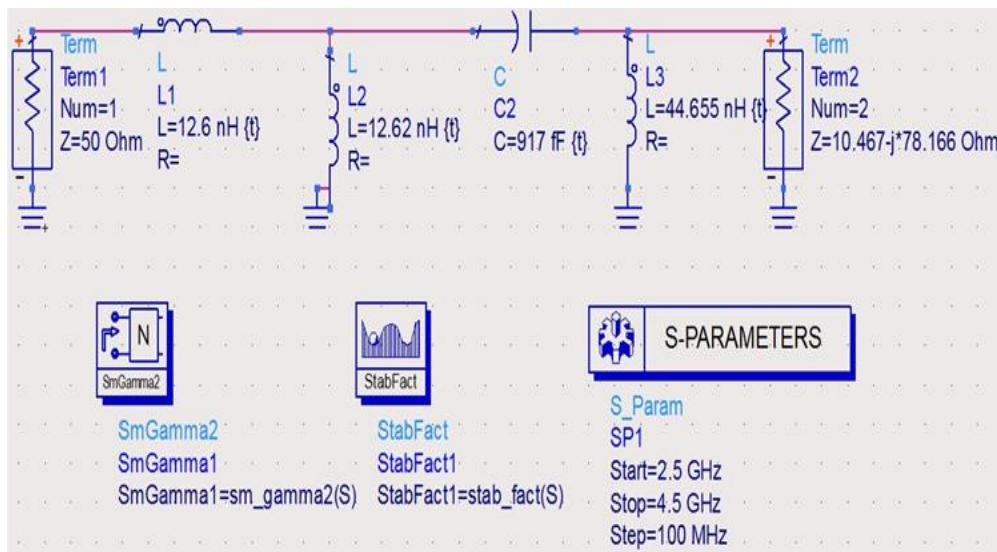 Term
Term1
Num=1
Z=50 Ohm
L
L1
L=12.6 nH {t}
R=
L
L2
L=12.62 nH {t}
R=
C
C2
C=917 fF {t}
L
L3
L=44.655 nH {t}
R=
Term
Term2
Num=2
Z=10.467-j*78.166 Ohm
N
SmGamma2
SmGamma2
SmGamma1
SmGamma1=sm_gamma2(S)
StabFact
StabFact
StabFact1
StabFact1=stab_fact(S)
S-PARAMETERS
S_Param
SP1
Start=2.5 GHz
Stop=4.5 GHz
Step=100 MHz